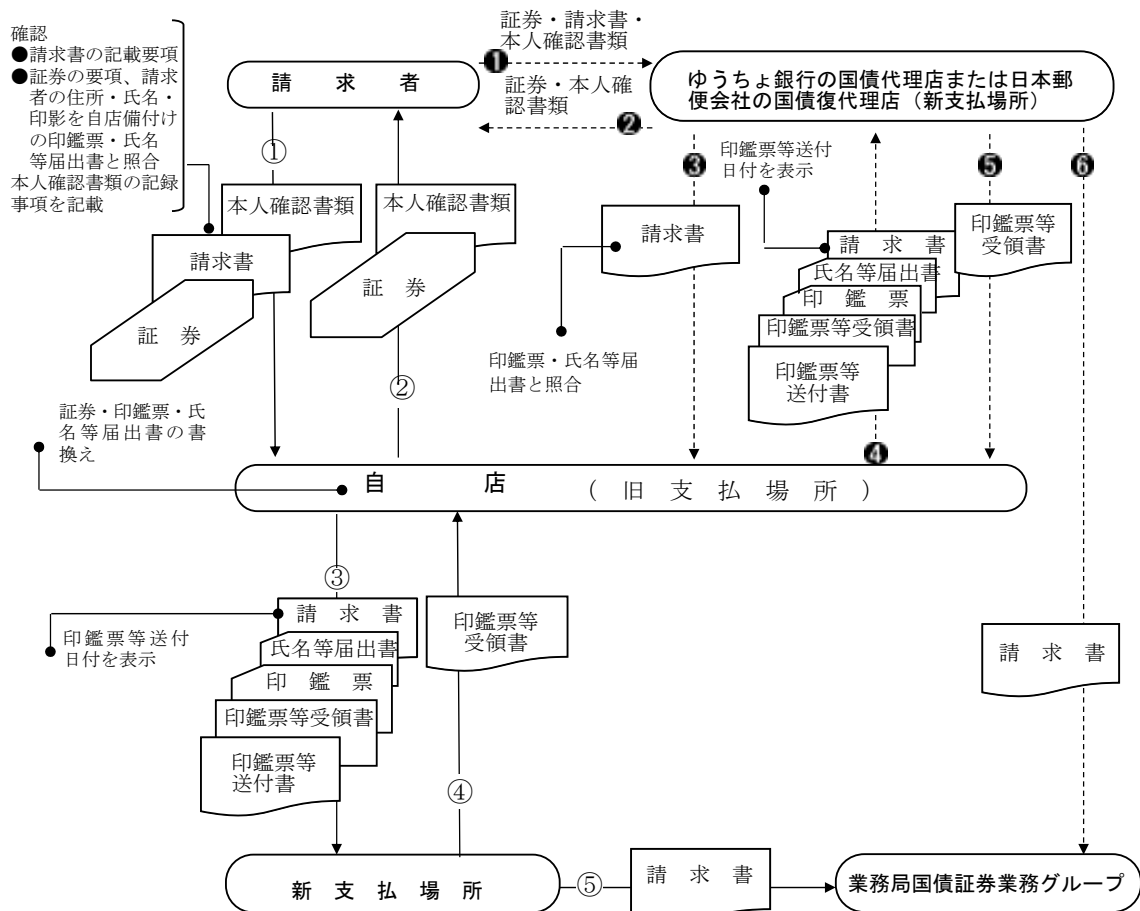 確認
●請求書の記載要項
●証券の要項、請求
者の住所・氏名・
印影を自店備付け
の印鑑票・氏名
等届出書と照合
本人確認書類の記録
事項を記載
請　求　者
証券・請求書・
本人確認書類
❶
証券・本人確
認書類
❷
ゆうちょ銀行の国債代理店または日本郵
便会社の国債復代理店（新支払場所）
①
本人確認書類
請求書
証　券
本人確認書類
証　券
②
❸
請求書
印鑑票・氏名等届
出書と照合
印鑑票等送付
日付を表示
請　求　書
氏名等届出書
印　鑑　票
印鑑票等受領書
印鑑票等
送付書
❹
❺
印鑑票等
受領書
❻
証券・印鑑票・氏
名等届出書の書
換え
自　　　店　（旧支払場所）
③
印鑑票等送付
日付を表示
請　求　書
氏名等届出書
印　鑑　票
印鑑票等受領書
印鑑票等
送付書
印鑑票等
受領書
④
請　求　書
新　支　払　場　所
⑤
請　求　書
業務局国債証券業務グループ